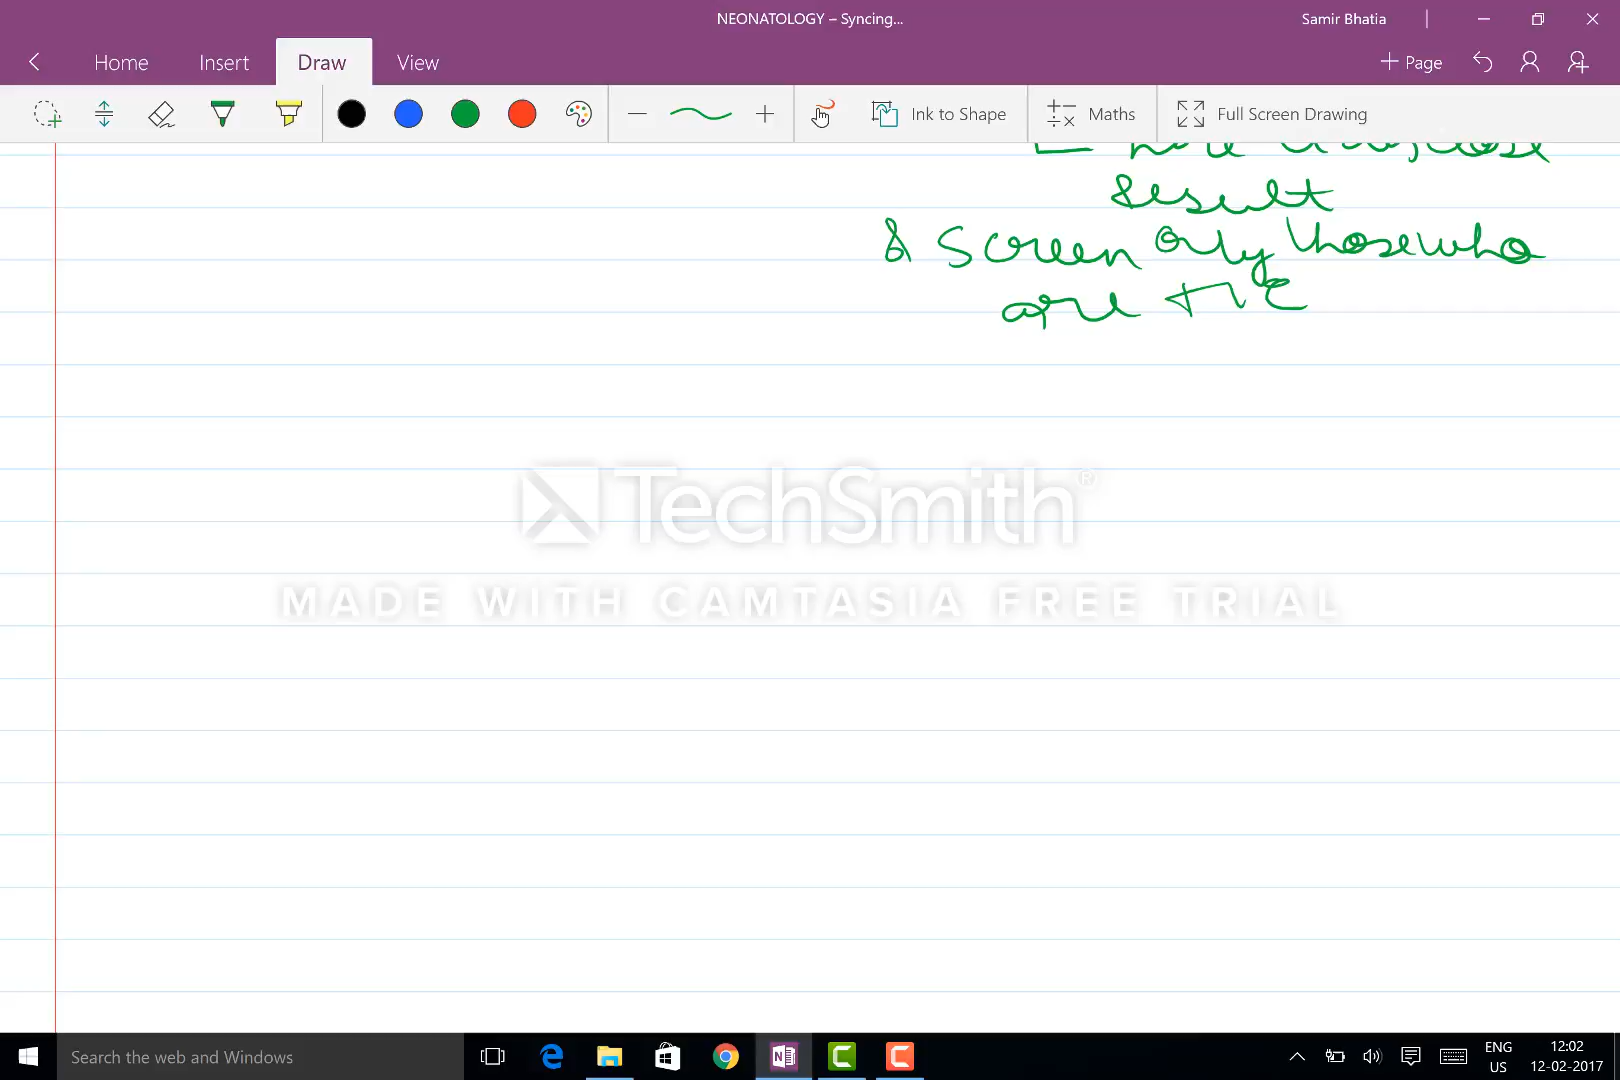 NEONATOLOGY – Syncing...
Samir Bhatia
Home Insert Draw View
Page
Ink to Shape Maths Full Screen Drawing
result
& Screen Only those who
are +ve
TechSmith®
MADE WITH CAMTASIA FREE TRIAL
Search the web and Windows
ENG
US
12:02
12-02-2017